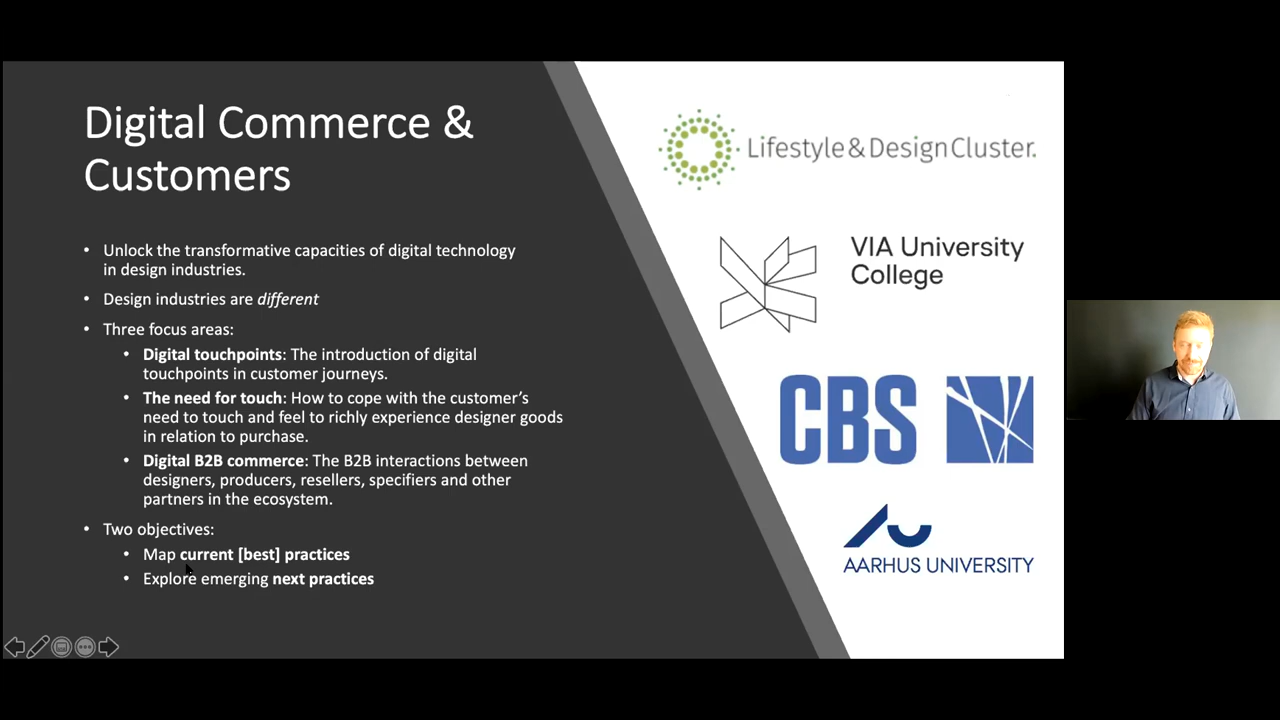 Digital Commerce &
Customers
• Unlock the transformative capacities of digital technology
in design industries.
• Design industries are different
• Three focus areas:
• Digital touchpoints: The introduction of digital
touchpoints in customer journeys.
• The need for touch: How to cope with the customer's
need to touch and feel to richly experience designer goods
in relation to purchase.
• Digital B2B commerce: The B2B interactions between
designers, producers, resellers, specifiers and other
partners in the ecosystem.
• Two objectives:
• Map current [best] practices
• Explore emerging next practices
Lifestyle & DesignCluster.
VIA University
College
CBS
AARHUS UNIVERSITY